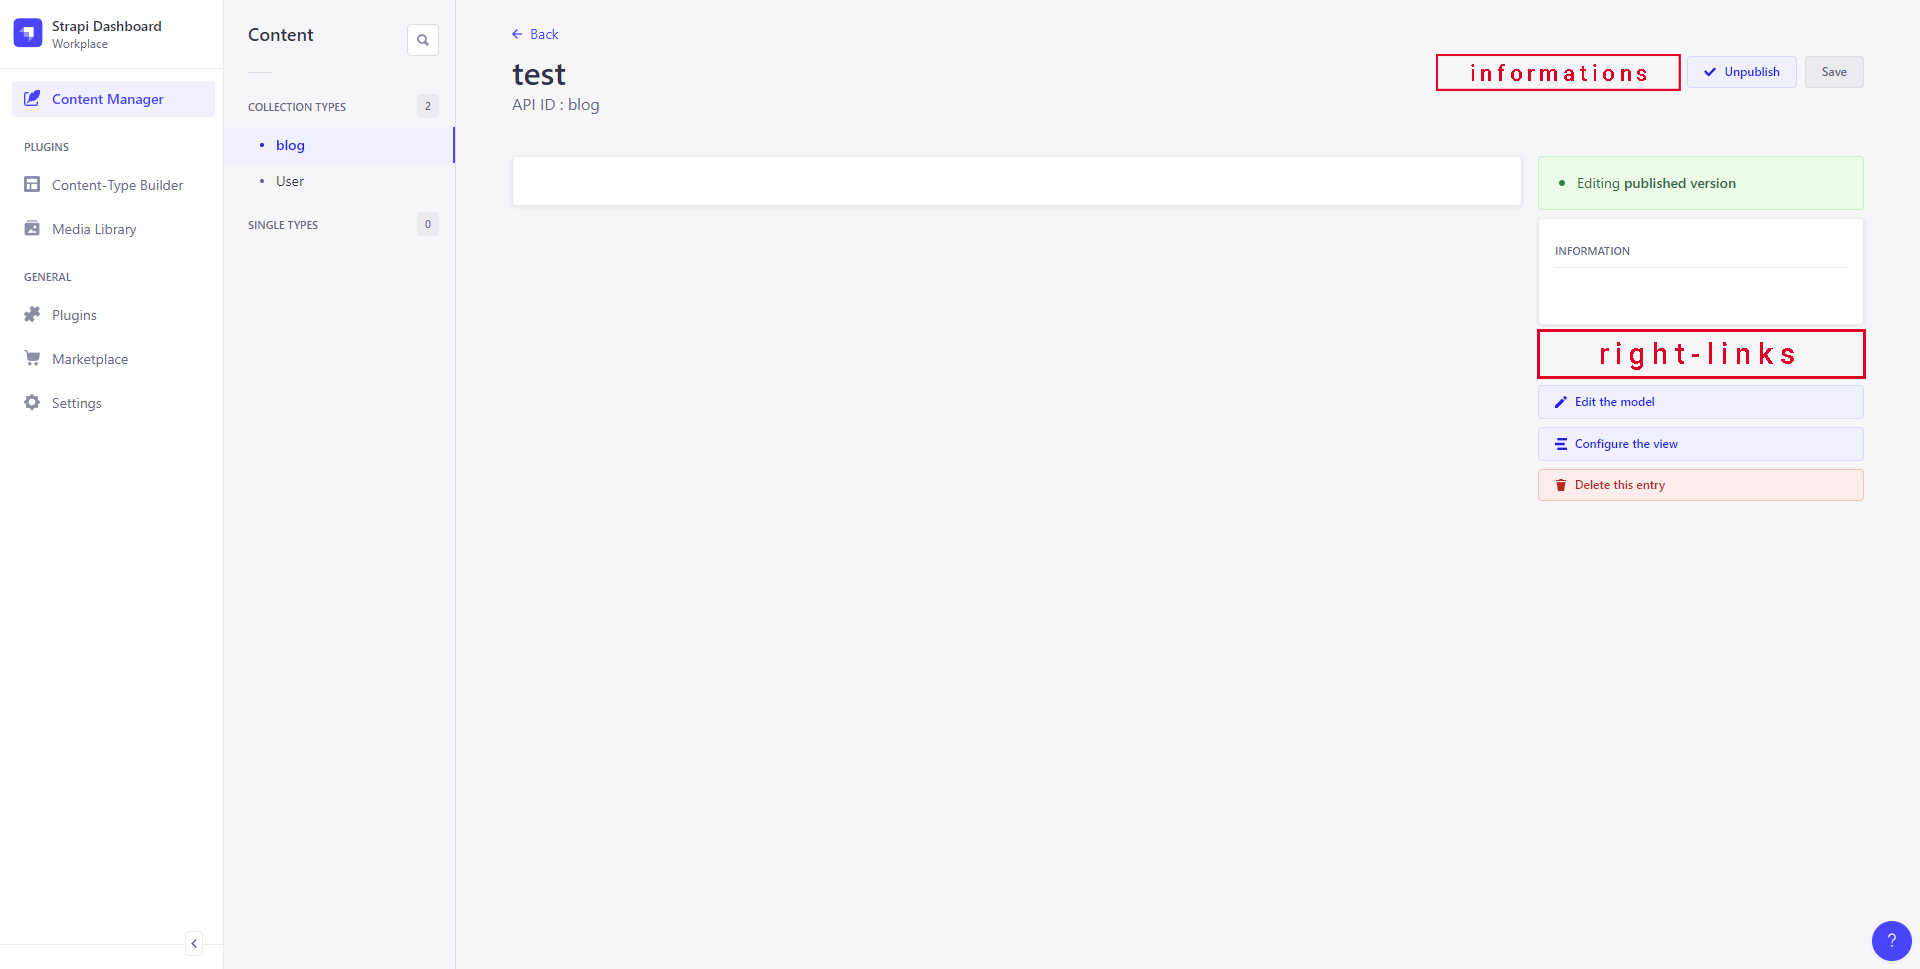 Strapi Dashboard
Workplace
Content Manager
PLUGINS
Content-Type Builder
Media Library
GENERAL
Plugins
Marketplace
Settings
Content
COLLECTION TYPES 2
blog
User
SINGLE TYPES 0
Back
test
API ID : blog
informations
Unpublish
Save
Editing published version
INFORMATION
right-links
Edit the model
Configure the view
Delete this entry
?